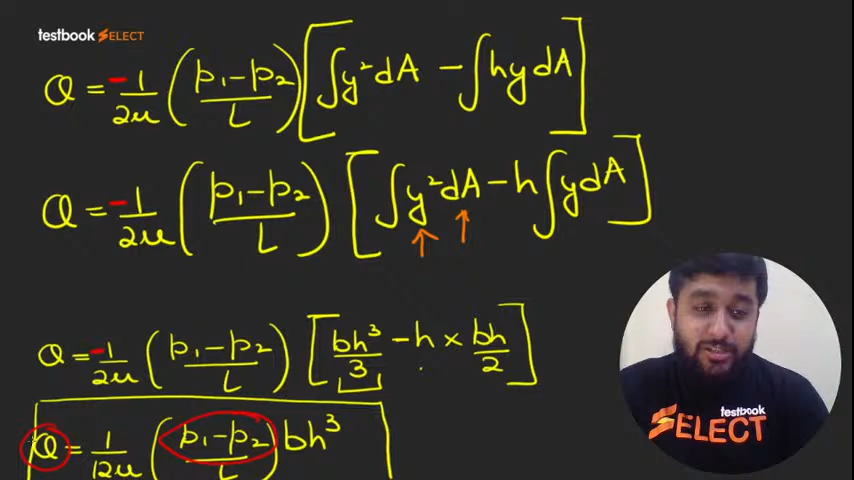 testbook SELECT
Q = -1/2μ (p₁-p₂/L) [∫y²dA - ∫hydA]
Q = -1/2μ (p₁-p₂/L) [∫y²dA - h∫ydA]
Q = -1/2μ (p₁-p₂/L) [bh³/3 - h × bh/2]
Q = 1/12μ (p₁-p₂/L) bh³
testbook
SELECT